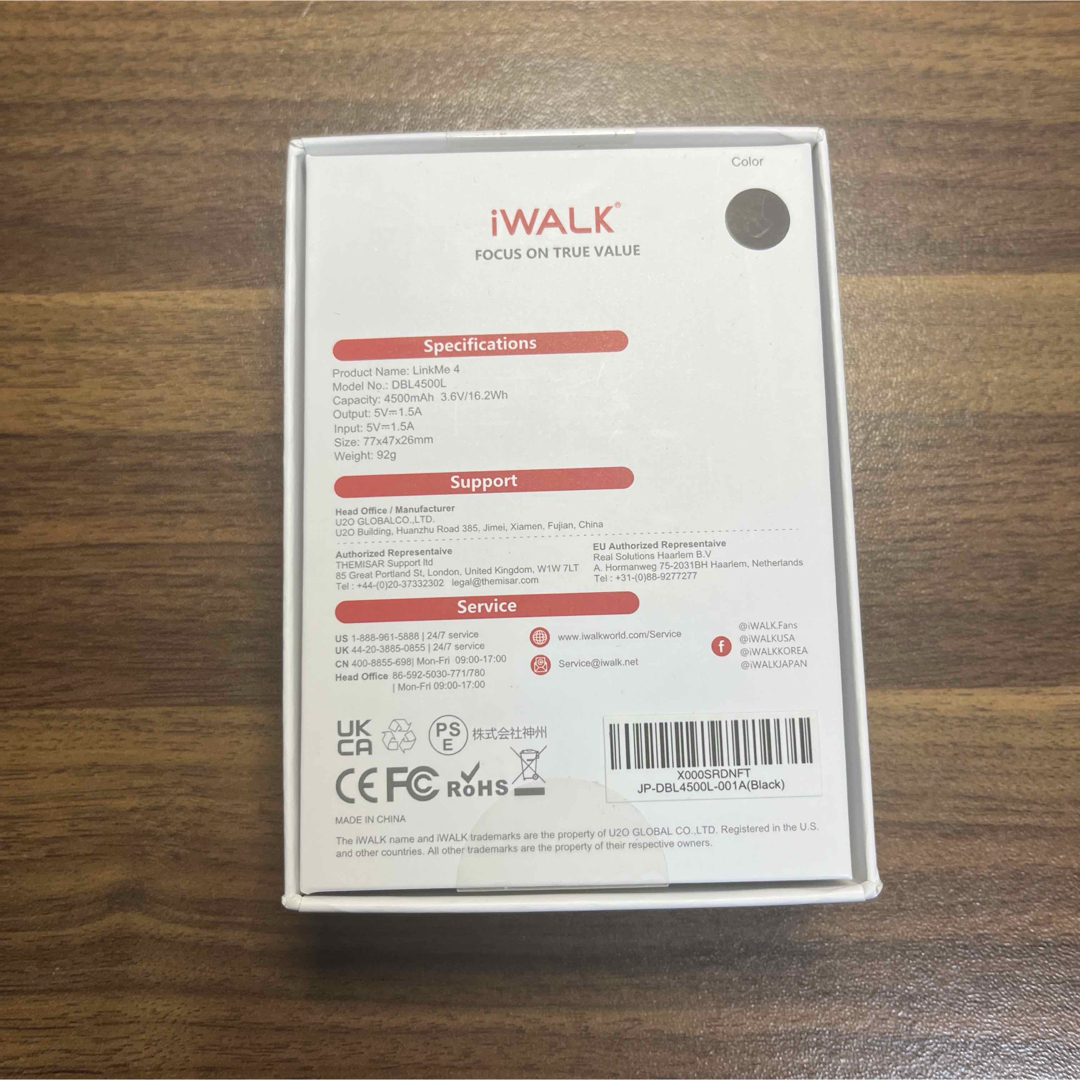 Color
iWALK®
FOCUS ON TRUE VALUE
Specifications
Product Name: LinkMe 4
Model No.: DBL4500L
Capacity: 4500mAh 3.6V/16.2Wh
Output: 5V⎓1.5A
Input: 5V⎓1.5A
Size: 77x47x26mm
Weight: 92g
Support
Head Office / Manufacturer
U2O GLOBALCO.,LTD.
U2O Building, Huanzhu Road 385, Jimei, Xiamen, Fujian, China
Authorized Representaive
THEMISAR Support ltd
85 Great Portland St, London, United Kingdom, W1W 7LT
Tel : +44-(0)20-37332302 legal@themisar.com
EU Authorized Representaive
Real Solutions Haarlem B.V
A. Hormanweg 75-2031BH Haarlem, Netherlands
Tel : +31-(0)88-9277277
Service
US 1-888-961-5888 | 24/7 service
UK 44-20-3885-0855 | 24/7 service
CN 400-8855-698| Mon-Fri 09:00-17:00
Head Office 86-592-5030-771/780
| Mon-Fri 09:00-17:00
www.iwalkworld.com/Service
Service@iwalk.net
f
@iWALK.Fans
@iWALKUSA
@iWALKKOREA
@iWALKJAPAN
UK
CA
PS
E
株式会社神州
CE FC RoHS
X000SRDNFT
JP-DBL4500L-001A(Black)
MADE IN CHINA
The iWALK name and iWALK trademarks are the property of U2O GLOBAL CO.,LTD. Registered in the U.S.
and other countries. All other trademarks are the property of their respective owners.